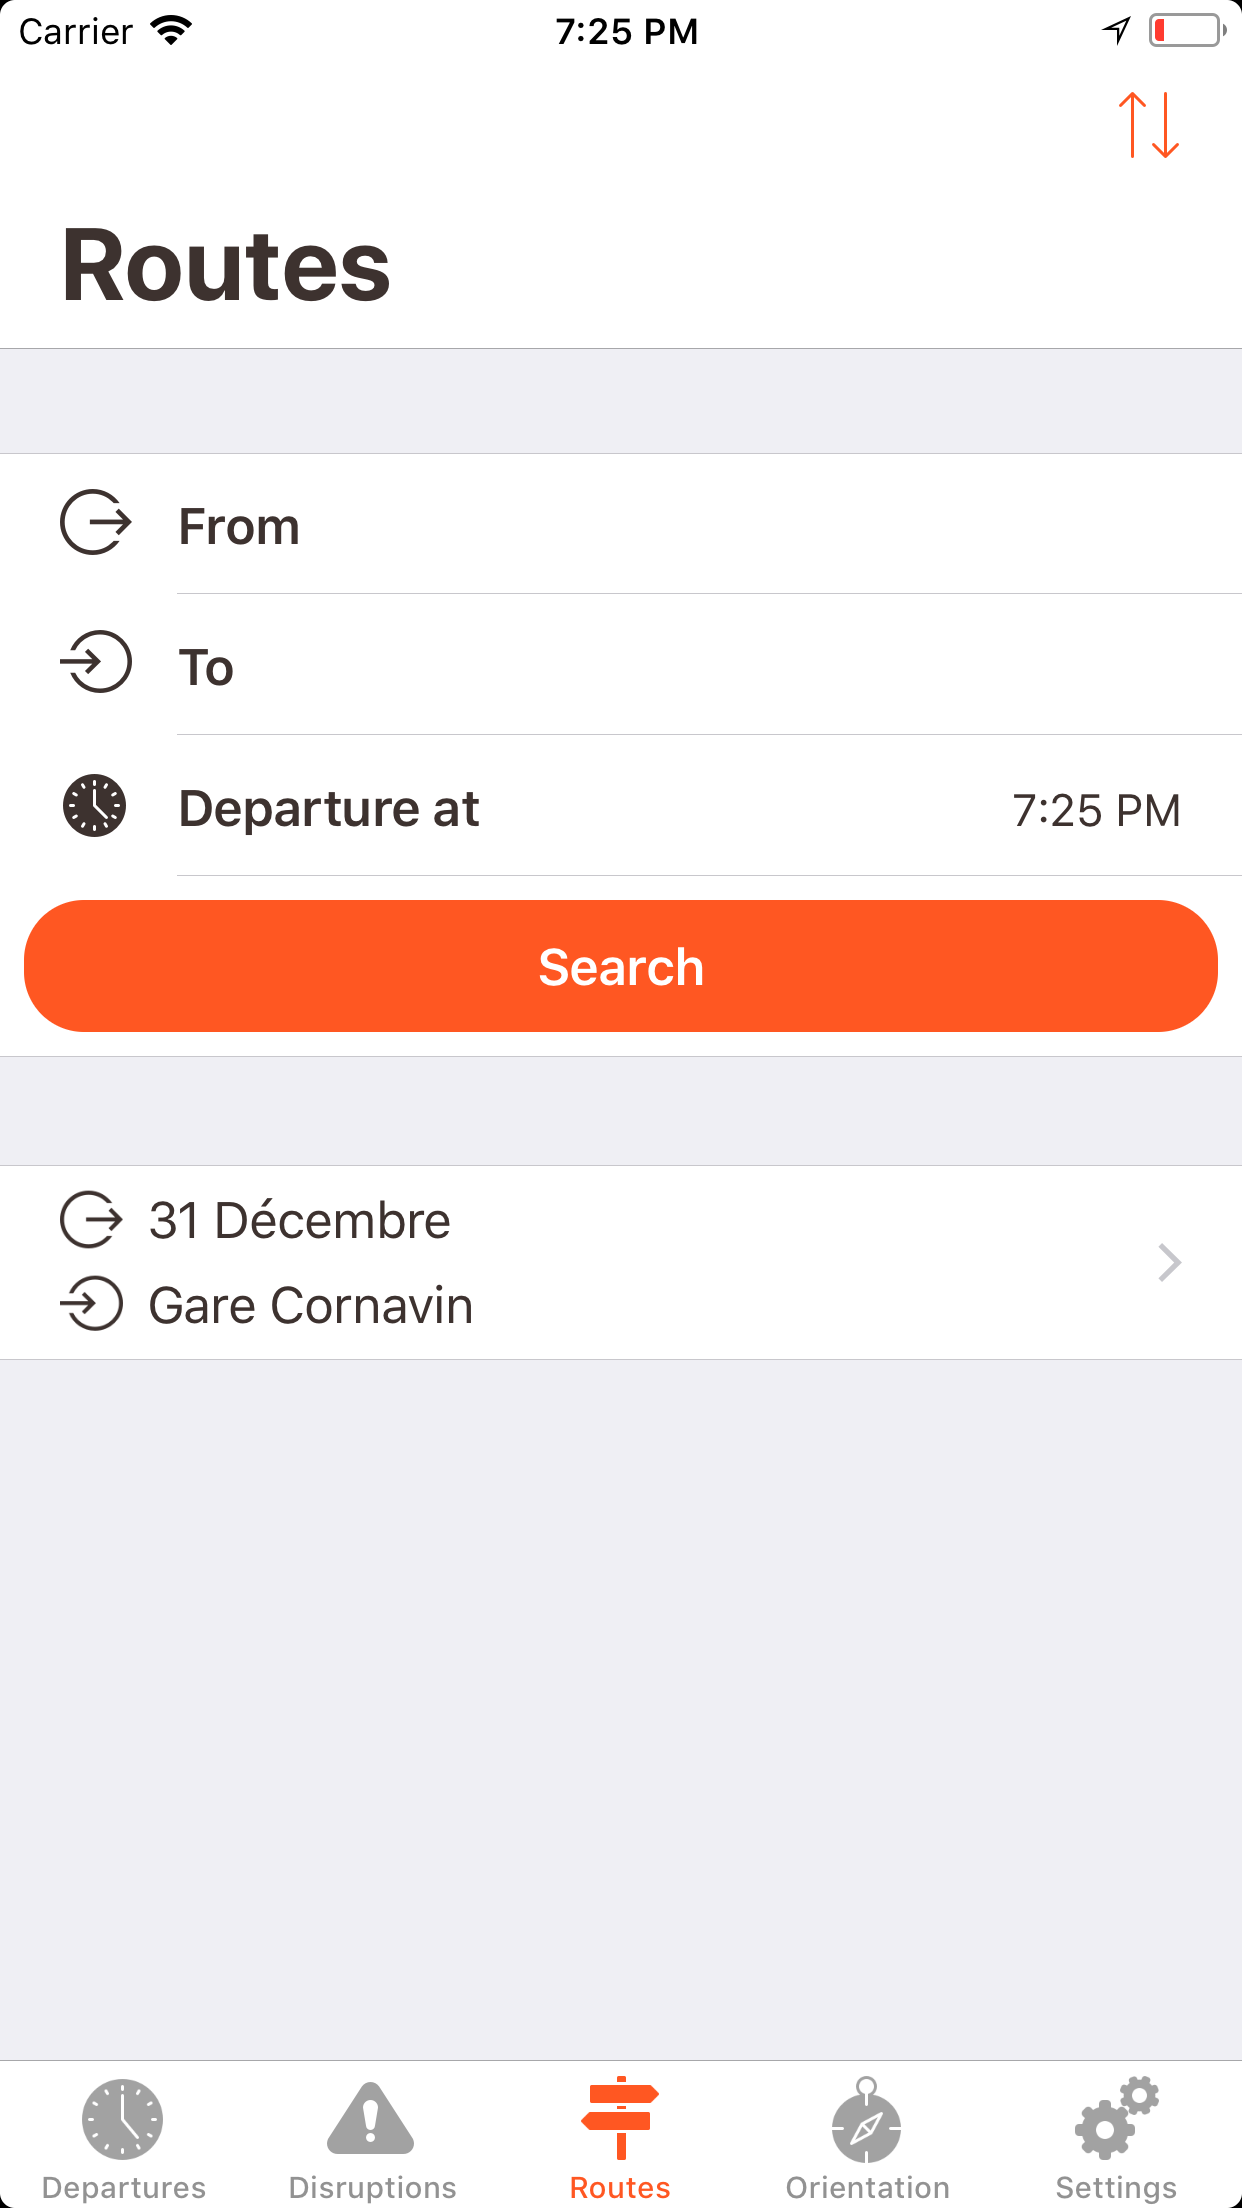 Carrier 7:25 PM
Routes
From
To
Departure at 7:25 PM
Search
31 Décembre
Gare Cornavin
Departures Disruptions Routes Orientation Settings